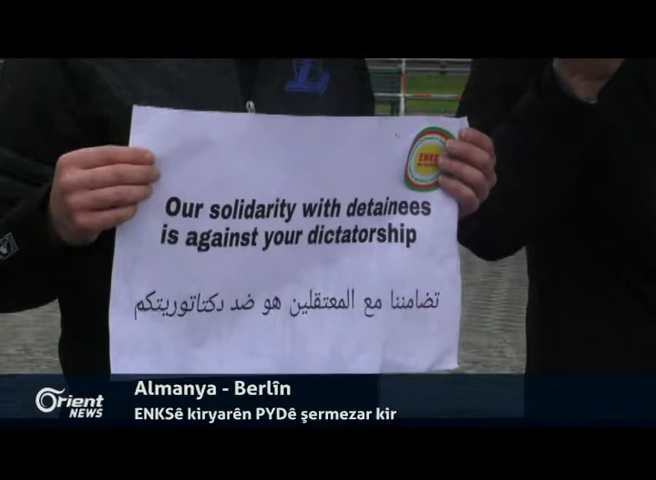 ENKS
Our solidarity with detainees
is against your dictatorship
تضامننا مع المعتقلين هو ضد دكتاتوريتكم
Orient
NEWS
Almanya - Berlîn
ENKSê kiryarên PYDê şermezar kir